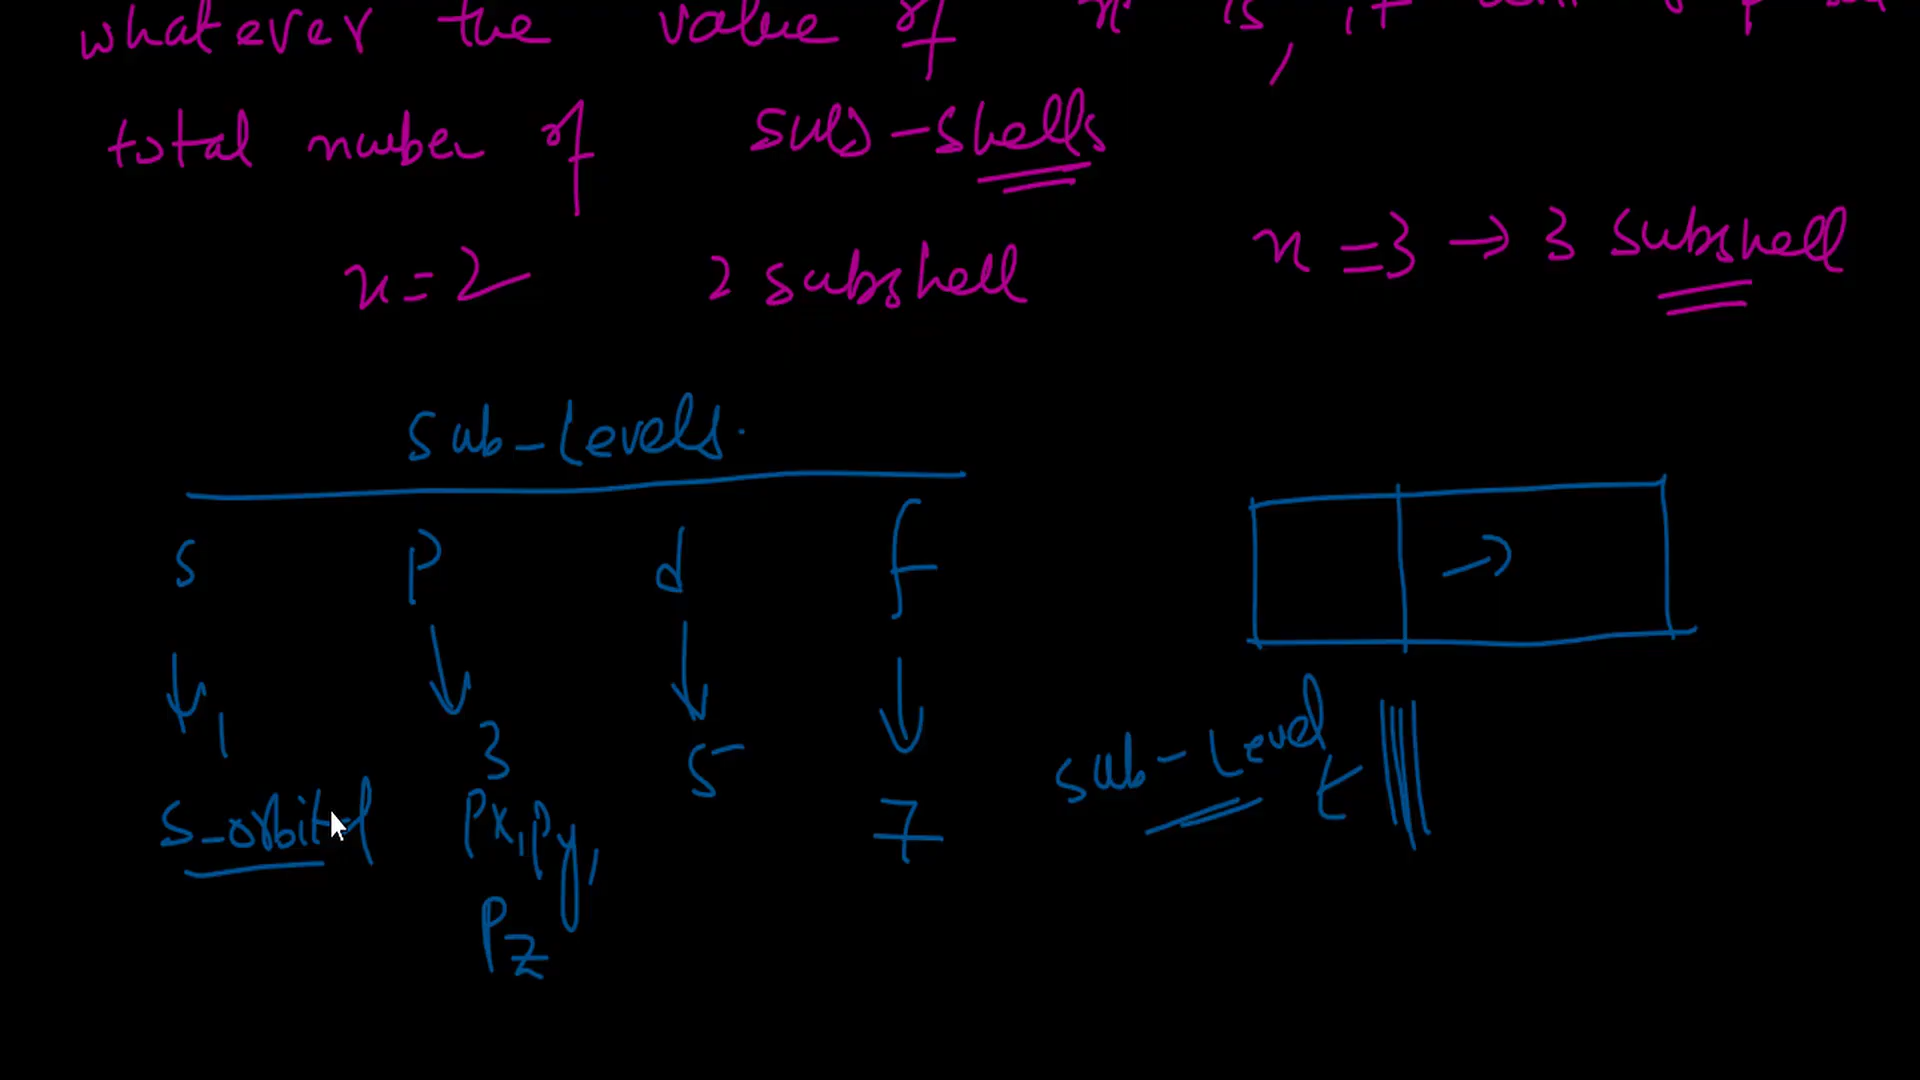 whatever the value of n is, it
total number of sub-shells
n=2 2 subshell n=3 → 3 subshell
sub-Levels.
s p d f
1 3 5 7
s-orbital px, py,
pz
sub-Level